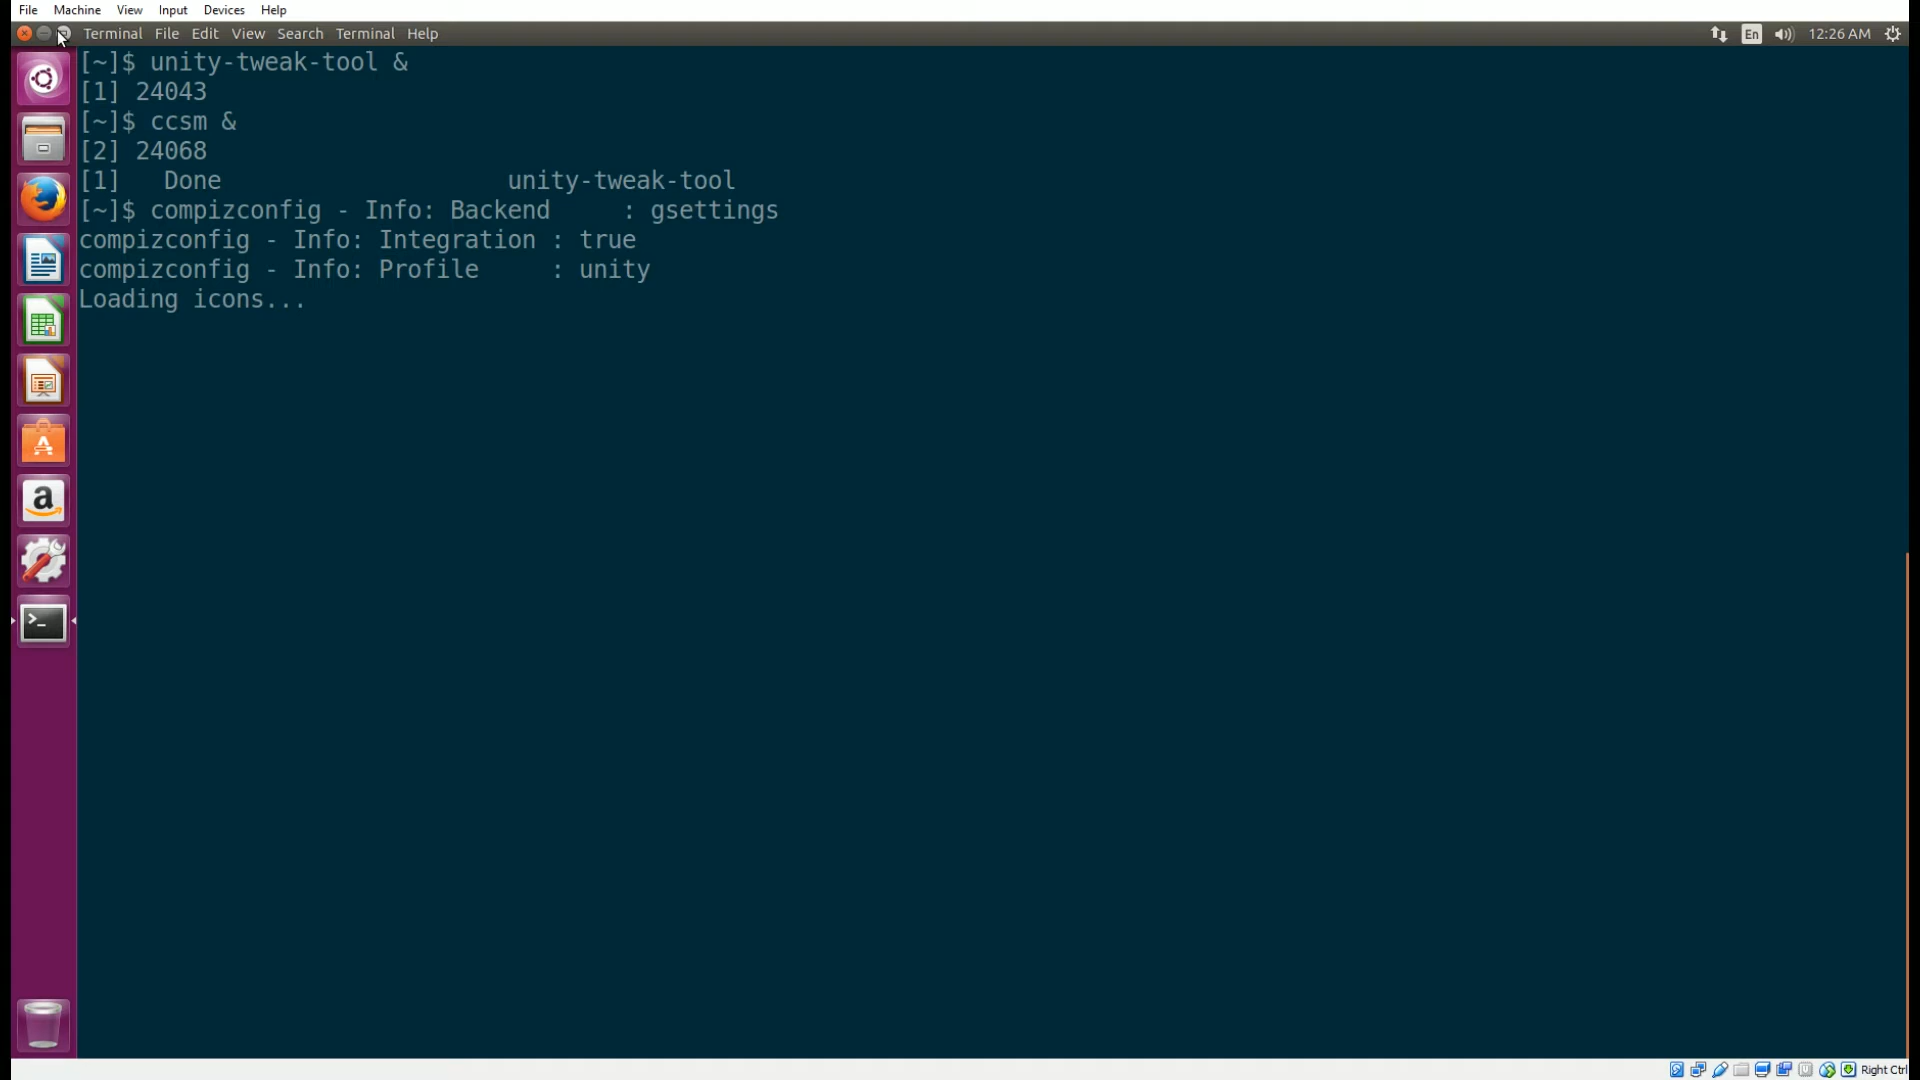 File Machine View Input Devices Help
Terminal File Edit View Search Terminal Help En 12:26 AM
[~]$ unity-tweak-tool &
[1] 24043
[~]$ ccsm &
[2] 24068
[1]   Done                    unity-tweak-tool
[~]$ compizconfig - Info: Backend     : gsettings
compizconfig - Info: Integration : true
compizconfig - Info: Profile     : unity
Loading icons...
Right Ctrl